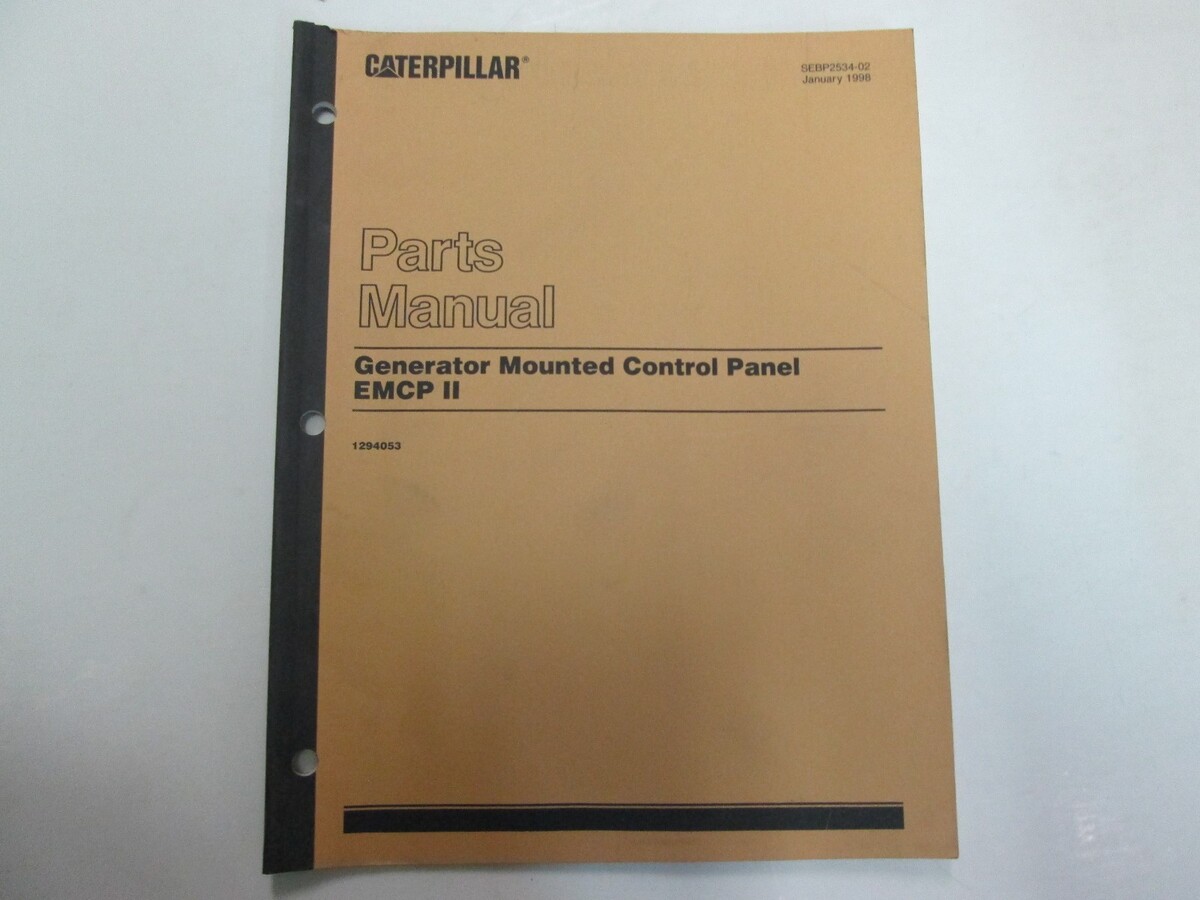 CATERPILLAR®
SEBP2534-02
January 1998
Parts
Manual
Generator Mounted Control Panel
EMCP II
1294053